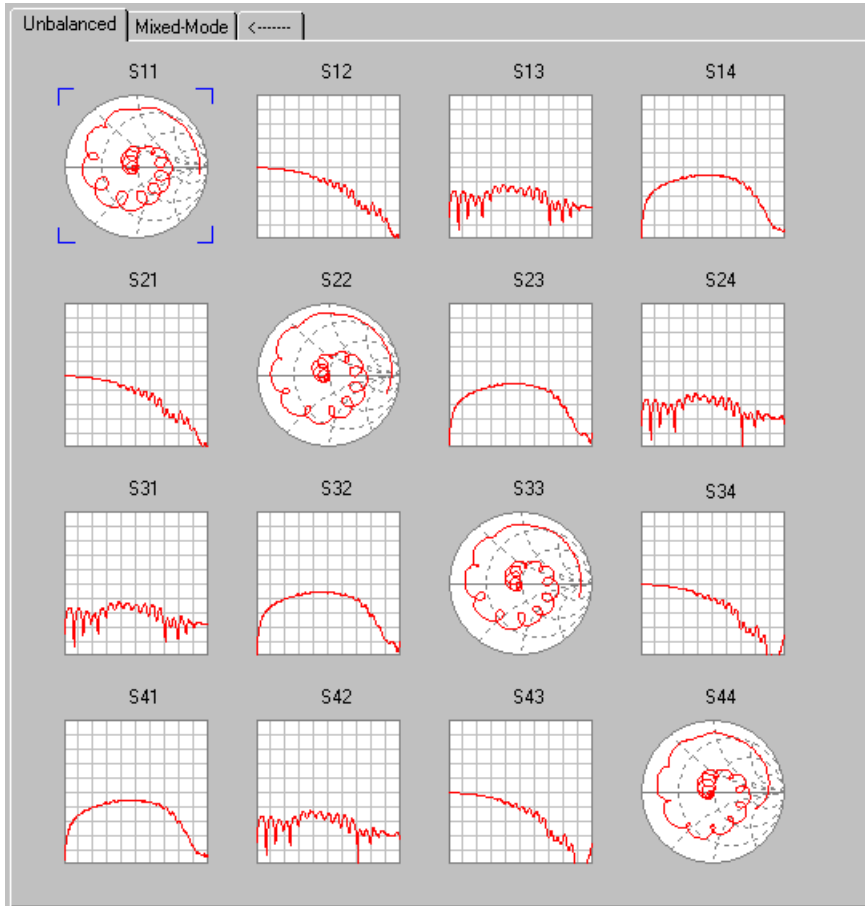 Unbalanced Mixed-Mode <-------
S11 S12 S13 S14
S21 S22 S23 S24
S31 S32 S33 S34
S41 S42 S43 S44